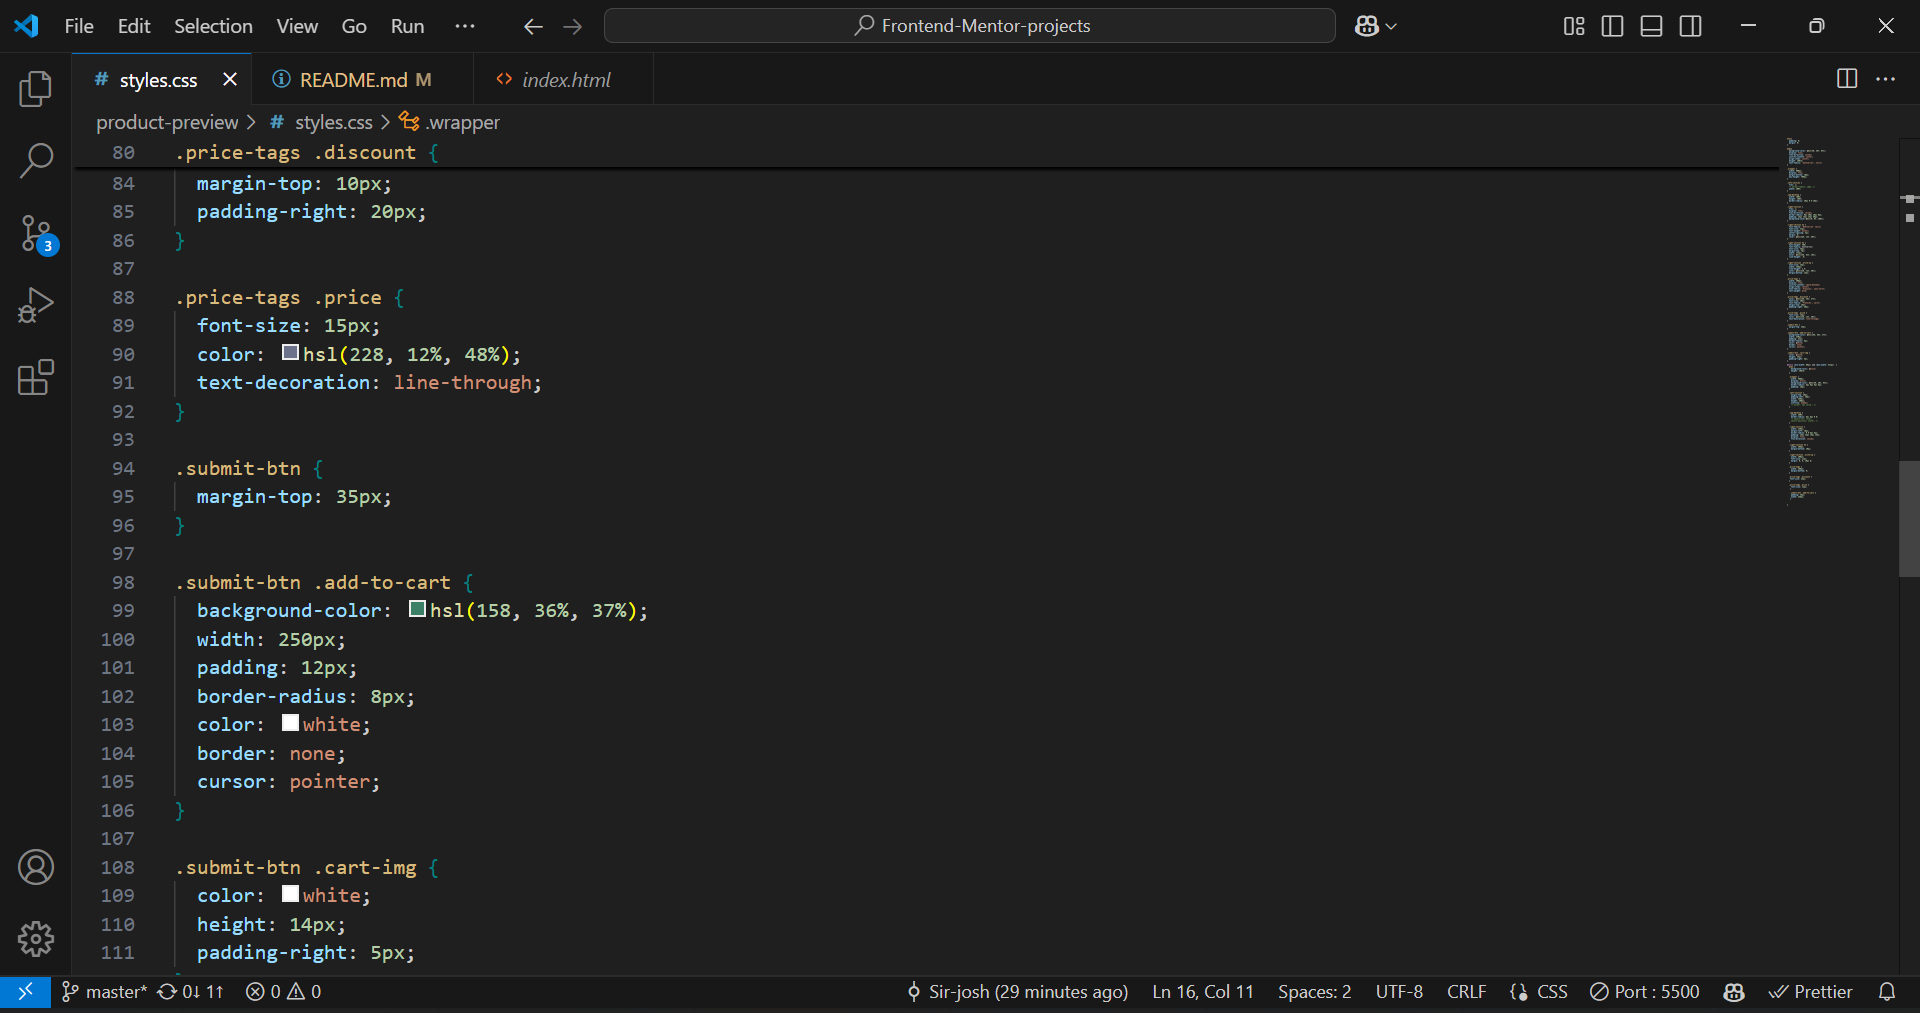 File Edit Selection View Go Run ··· Frontend-Mentor-projects
# styles.css README.md M <> index.html
product-preview > # styles.css > .wrapper
80 .price-tags .discount {
84 margin-top: 10px;
85 padding-right: 20px;
86 }
87
88 .price-tags .price {
89 font-size: 15px;
90 color: hsl(228, 12%, 48%);
91 text-decoration: line-through;
92 }
93
94 .submit-btn {
95 margin-top: 35px;
96 }
97
98 .submit-btn .add-to-cart {
99 background-color: hsl(158, 36%, 37%);
100 width: 250px;
101 padding: 12px;
102 border-radius: 8px;
103 color: white;
104 border: none;
105 cursor: pointer;
106 }
107
108 .submit-btn .cart-img {
109 color: white;
110 height: 14px;
111 padding-right: 5px;
3
master* 0↓ 1↑ 0 0 Sir-josh (29 minutes ago) Ln 16, Col 11 Spaces: 2 UTF-8 CRLF CSS Port : 5500 Prettier